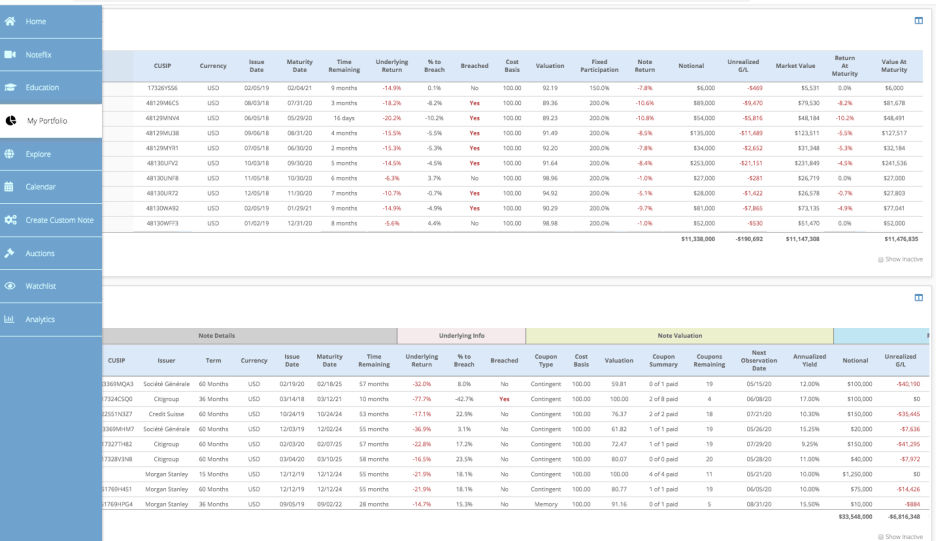 Home
Noteflix
Education
My Portfolio
Explore
Calendar
Create Custom Note
Auctions
Watchlist
Analytics
CUSIP Currency Issue Date Maturity Date Time Remaining Underlying Return % to Breach Breached Cost Basis Valuation Fixed Participation Note Return Notional Unrealized G/L Market Value Return At Maturity Value At Maturity
17326YSS6 USD 02/05/19 02/04/21 9 months -14.9% 0.1% No 100.00 92.19 150.0% -7.8% $6,000 -$469 $5,531 0.0% $6,000
48129M6C5 USD 08/03/18 07/31/20 3 months -18.2% -8.2% Yes 100.00 89.36 200.0% -10.6% $89,000 -$9,470 $79,530 -8.2% $81,678
48129MNV4 USD 06/05/18 05/29/20 16 days -20.2% -10.2% Yes 100.00 89.23 200.0% -10.8% $54,000 -$5,816 $48,184 -10.2% $48,491
48129MU38 USD 09/06/18 08/31/20 4 months -15.5% -5.5% Yes 100.00 91.49 200.0% -8.5% $135,000 -$11,489 $123,511 -5.5% $127,517
48129MYR1 USD 07/05/18 06/30/20 2 months -15.3% -5.3% Yes 100.00 92.20 200.0% -7.8% $34,000 -$2,652 $31,348 -5.3% $32,184
48130UFV2 USD 10/03/18 09/30/20 5 months -14.5% -4.5% Yes 100.00 91.64 200.0% -8.4% $253,000 -$21,151 $231,849 -4.5% $241,536
48130UNF8 USD 11/05/18 10/30/20 6 months -6.3% 3.7% No 100.00 98.96 200.0% -1.0% $27,000 -$281 $26,719 0.0% $27,000
48130UR72 USD 12/05/18 11/30/20 7 months -10.7% -0.7% Yes 100.00 94.92 200.0% -5.1% $28,000 -$1,422 $26,578 -0.7% $27,803
48130WA92 USD 02/05/19 01/29/21 9 months -14.9% -4.9% Yes 100.00 90.29 200.0% -9.7% $81,000 -$7,865 $73,135 -4.9% $77,041
48130WFF3 USD 01/02/19 12/31/20 8 months -5.6% 4.4% No 100.00 98.98 200.0% -1.0% $52,000 -$530 $51,470 0.0% $52,000
$11,338,000 -$190,692 $11,147,308 $11,476,835
Show Inactive
Note Details Underlying Info Note Valuation
CUSIP Issuer Term Currency Issue Date Maturity Date Time Remaining Underlying Return % to Breach Breached Coupon Type Cost Basis Valuation Coupon Summary Coupons Remaining Next Observation Date Annualized Yield Notional Unrealized G/L
3369MQA3 Société Générale 60 Months USD 02/19/20 02/18/25 57 months -32.0% 8.0% No Contingent 100.00 59.81 0 of 1 paid 19 05/15/20 12.00% $100,000 -$40,190
17324CSQ0 Citigroup 36 Months USD 03/14/18 03/12/21 10 months -77.7% -42.7% Yes Contingent 100.00 100.00 2 of 8 paid 4 06/08/20 17.00% $100,000 $0
22551N3Z7 Credit Suisse 60 Months USD 10/24/19 10/24/24 53 months -17.1% 22.9% No Contingent 100.00 76.37 2 of 2 paid 18 07/21/20 10.30% $150,000 -$35,445
3369MHM7 Société Générale 60 Months USD 12/03/19 12/02/24 55 months -36.9% 3.1% No Contingent 100.00 61.82 1 of 1 paid 19 05/26/20 15.25% $20,000 -$7,636
17327TH82 Citigroup 60 Months USD 02/03/20 02/07/25 57 months -22.8% 17.2% No Contingent 100.00 72.47 1 of 1 paid 19 07/29/20 9.25% $150,000 -$41,295
17328V3N8 Citigroup 60 Months USD 03/04/20 03/10/25 58 months -16.5% 23.5% No Contingent 100.00 80.07 0 of 0 paid 20 05/28/20 11.00% $40,000 -$7,972
Morgan Stanley 15 Months USD 12/12/19 12/12/24 55 months -21.9% 18.1% No Contingent 100.00 100.00 4 of 4 paid 11 05/21/20 10.00% $1,250,000 $0
61769H4S1 Morgan Stanley 60 Months USD 12/12/19 12/12/24 55 months -21.9% 18.1% No Contingent 100.00 80.77 1 of 1 paid 19 06/05/20 10.00% $75,000 -$14,426
61769HPG4 Morgan Stanley 36 Months USD 09/05/19 09/02/22 28 months -14.7% 15.3% No Memory 100.00 91.16 0 of 1 paid 5 08/31/20 15.50% $10,000 -$884
$33,548,000 -$6,816,348
Show Inactive